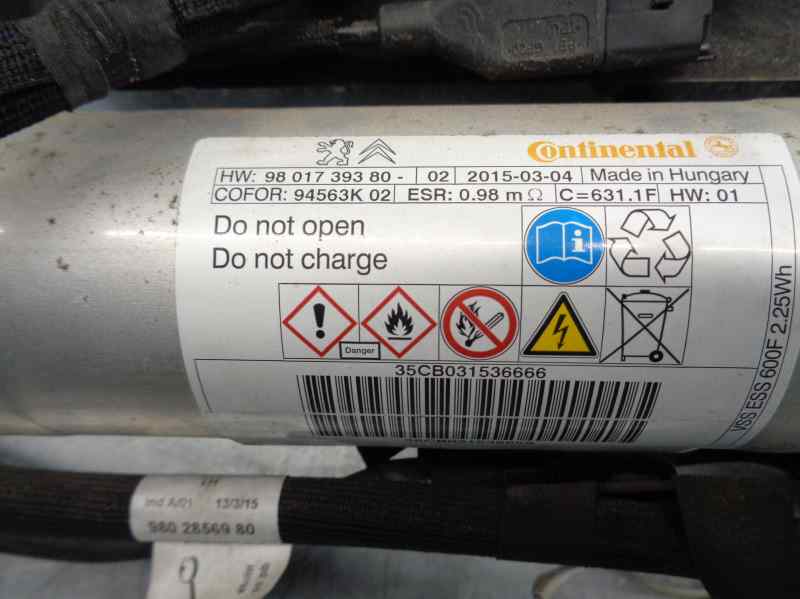 Continental
HW: 98 017 393 80 - 02 2015-03-04 Made in Hungary
COFOR: 94563K 02 ESR: 0.98 m Ω C=631.1F HW: 01
Do not open
Do not charge
Danger
35CB031536666
VSS ESS 600F 2.25Wh
ind A/01 13/3/15
980 28569 80